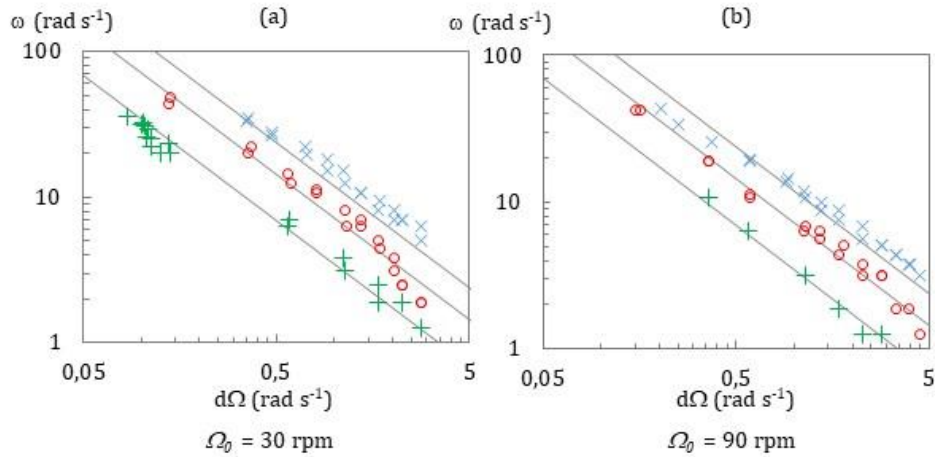 ω (rad s⁻¹) (a)
100
10
1
0,05 0,5 5
dΩ (rad s⁻¹)
Ω₀ = 30 rpm
ω (rad s⁻¹) (b)
100
10
1
0,05 0,5 5
dΩ (rad s⁻¹)
Ω₀ = 90 rpm